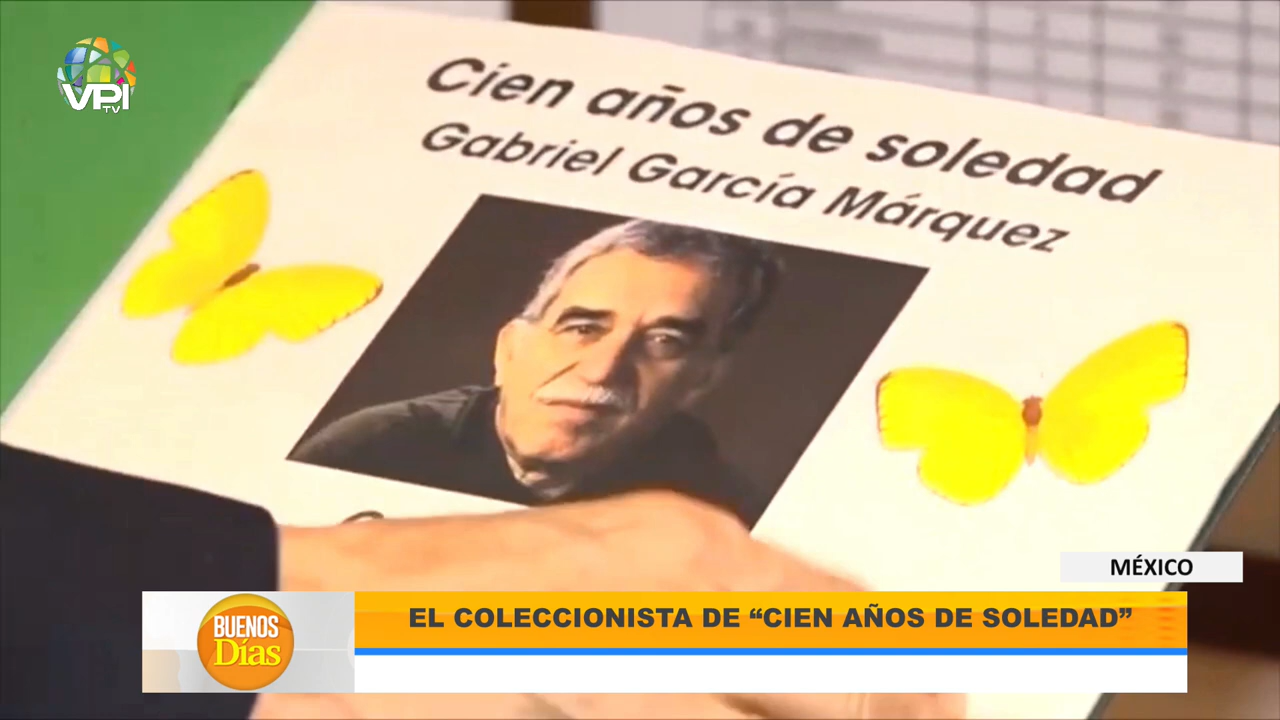 VPI
TV
Cien años de soledad
Gabriel García Márquez
MÉXICO
BUENOS
Días
EL COLECCIONISTA DE “CIEN AÑOS DE SOLEDAD”